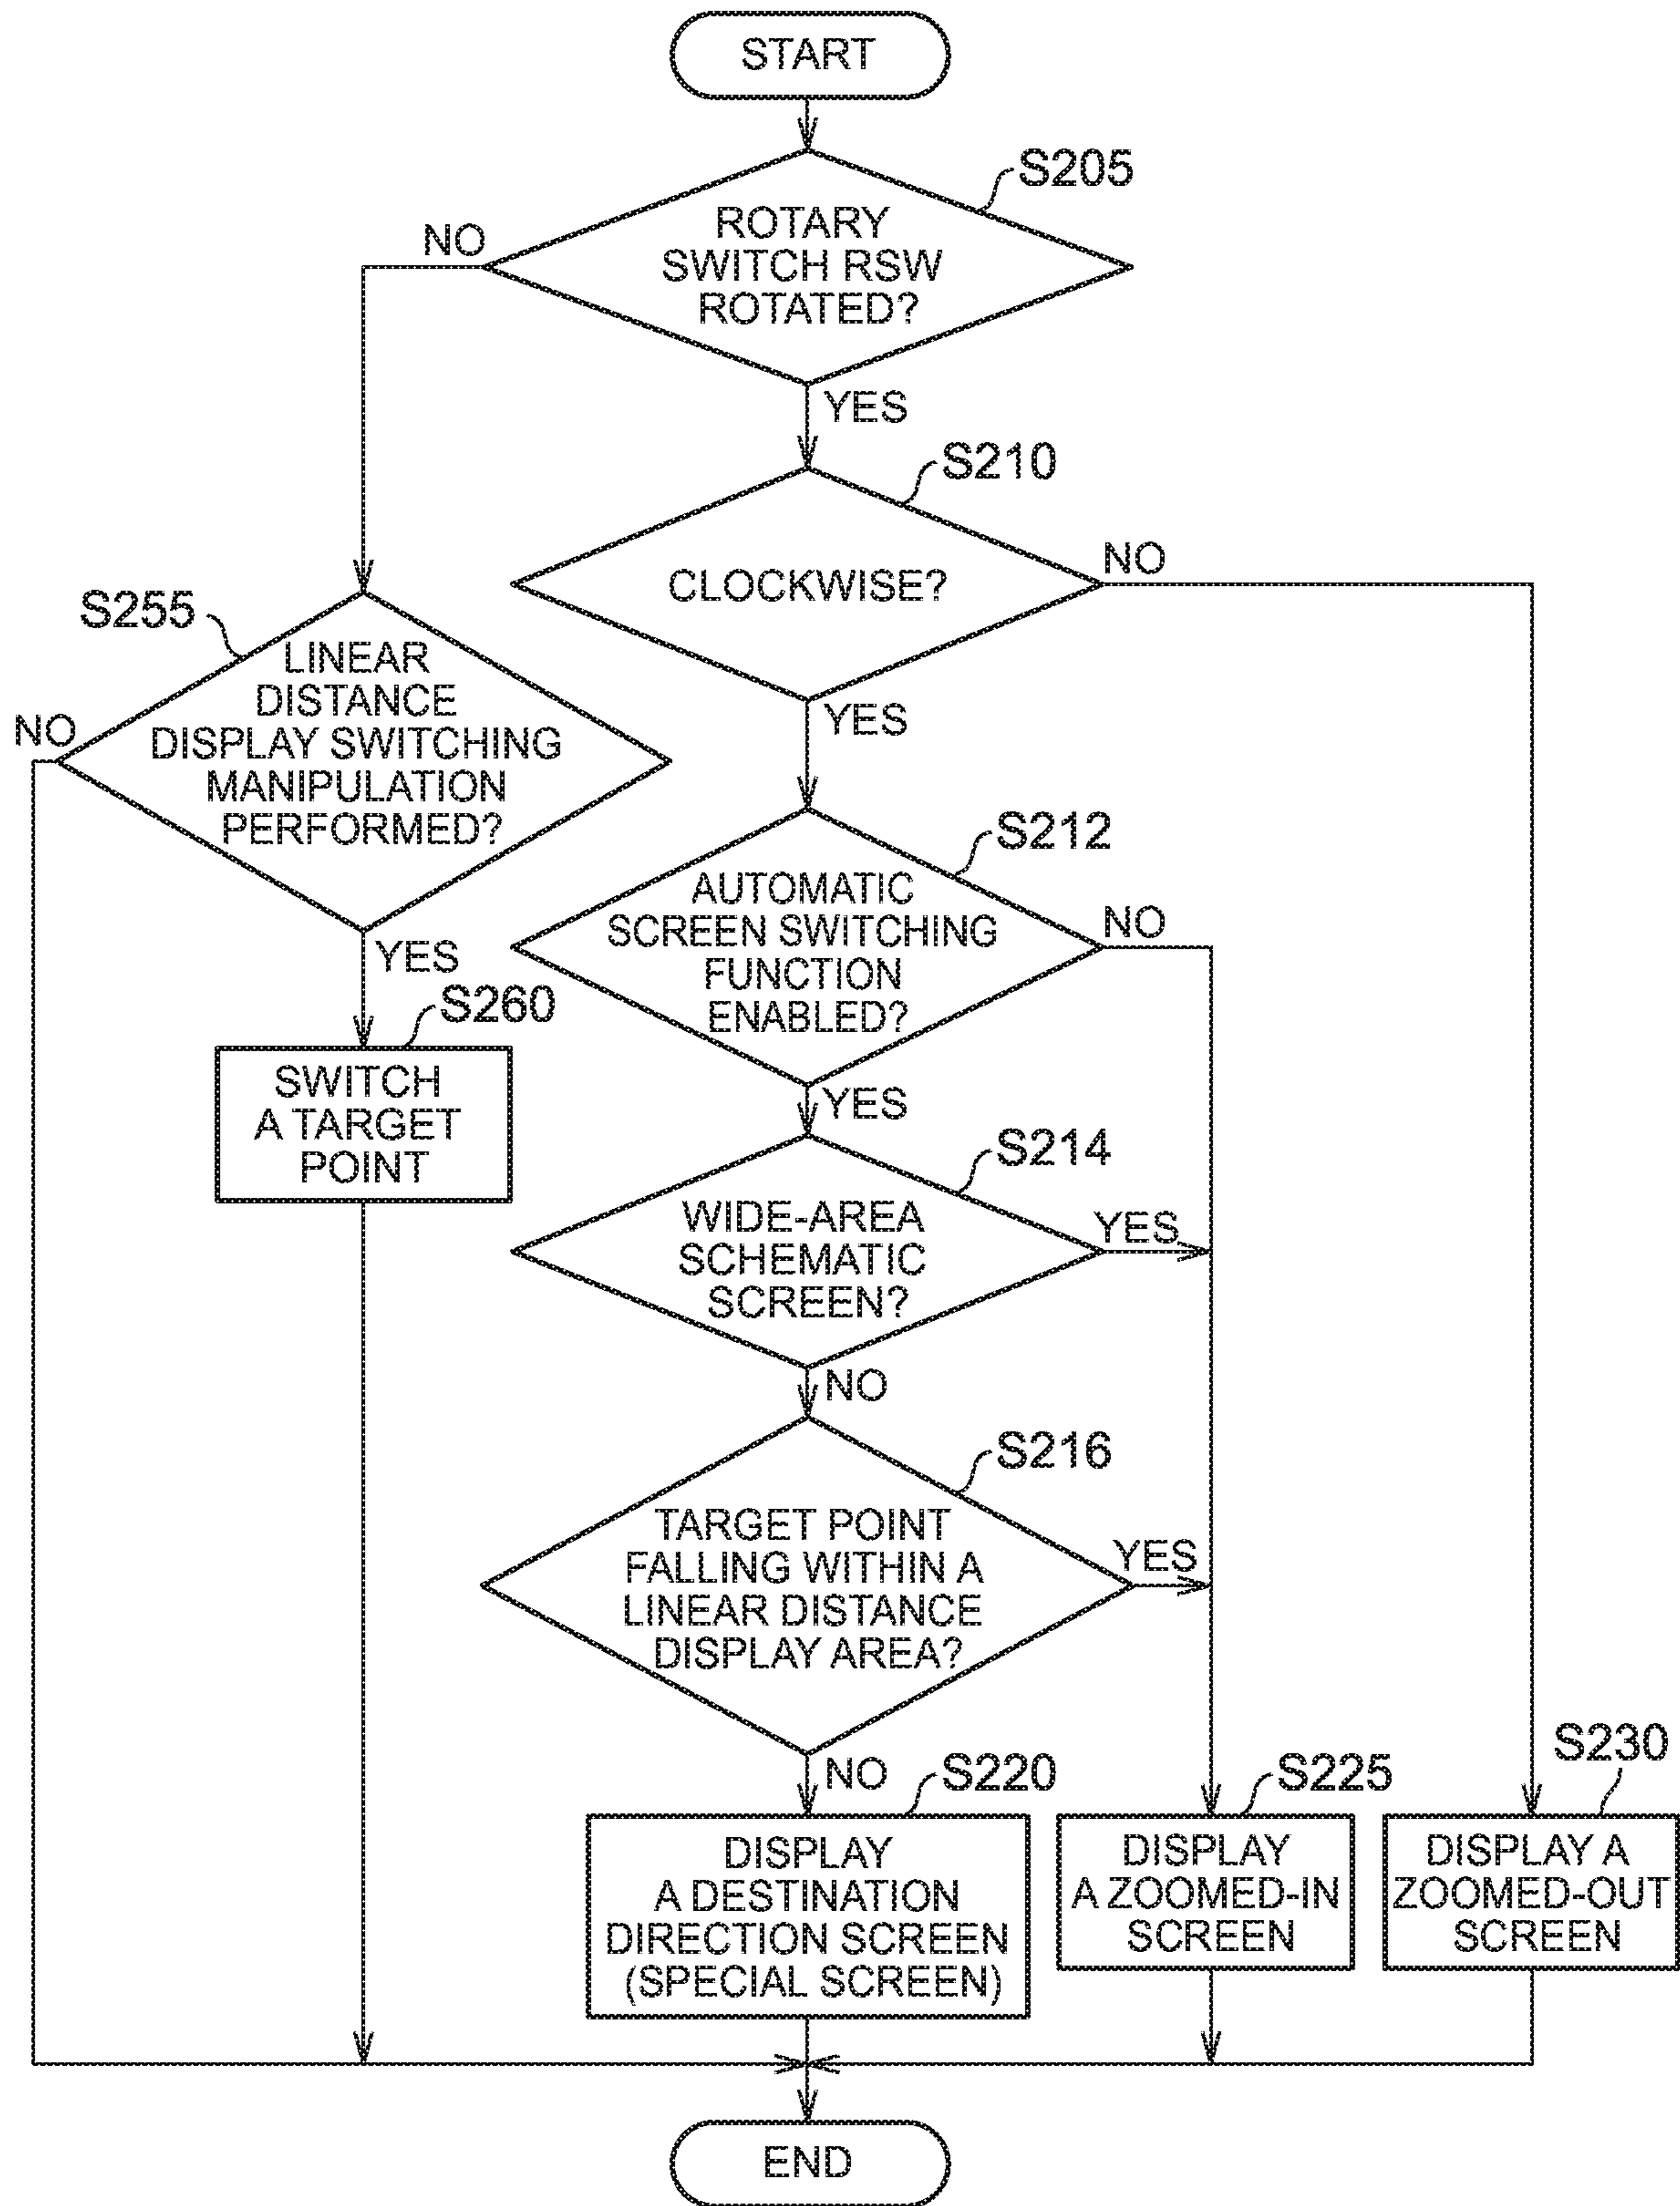 START
S205
ROTARY
SWITCH RSW
ROTATED?
NO
YES
S210
CLOCKWISE?
NO
YES
S255
LINEAR
DISTANCE
DISPLAY SWITCHING
MANIPULATION
PERFORMED?
NO
YES
S260
SWITCH
A TARGET
POINT
S212
AUTOMATIC
SCREEN SWITCHING
FUNCTION
ENABLED?
NO
YES
S214
WIDE-AREA
SCHEMATIC
SCREEN?
YES
NO
S216
TARGET POINT
FALLING WITHIN A
LINEAR DISTANCE
DISPLAY AREA?
YES
NO
S220
DISPLAY
A DESTINATION
DIRECTION SCREEN
(SPECIAL SCREEN)
S225
DISPLAY
A ZOOMED-IN
SCREEN
S230
DISPLAY A
ZOOMED-OUT
SCREEN
END